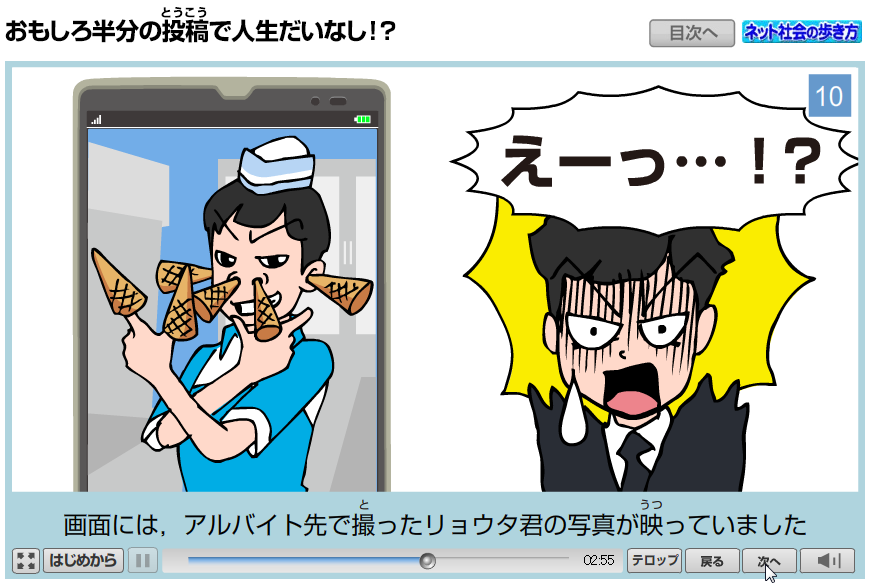 おもしろ半分の投稿で人生だいなし！？
とうこう
目次へ
ネット社会の歩き方
10
えーっ…！？
画面には，アルバイト先で撮ったリョウタ君の写真が映っていました
と
うつ
はじめから
02:55
テロップ
戻る
次へ